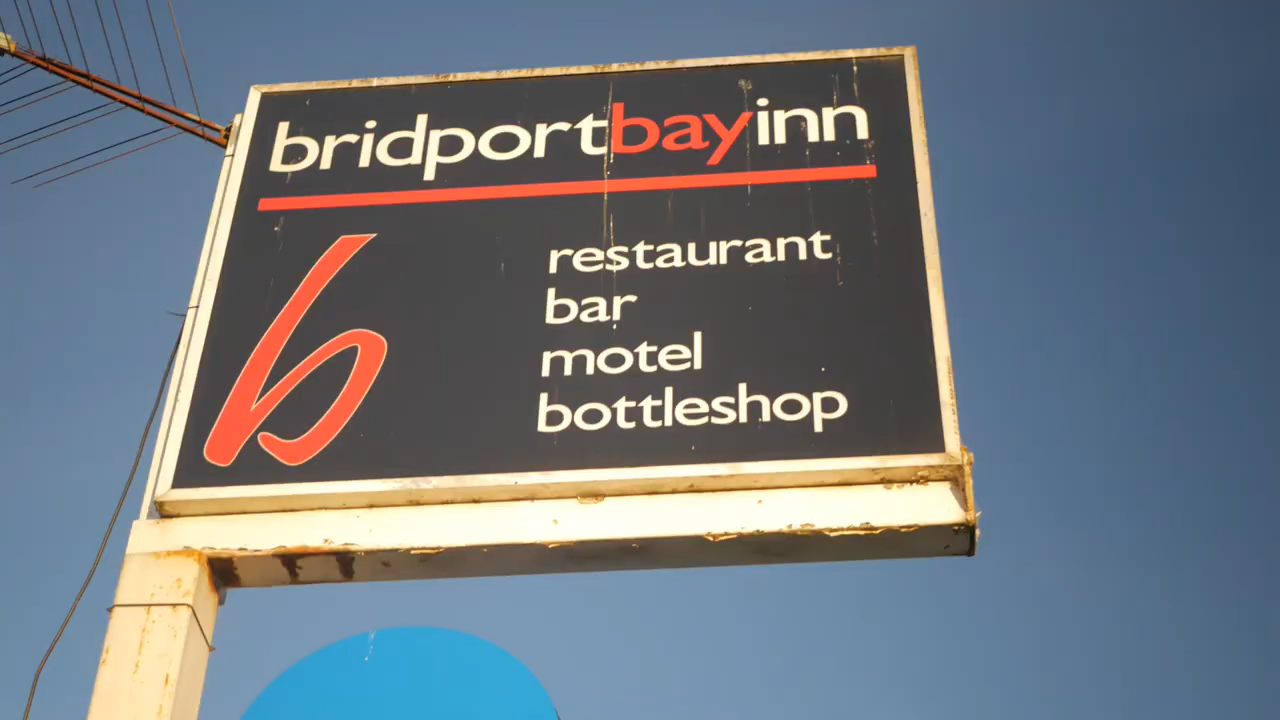 bridportbayinn
b
restaurant
bar
motel
bottleshop